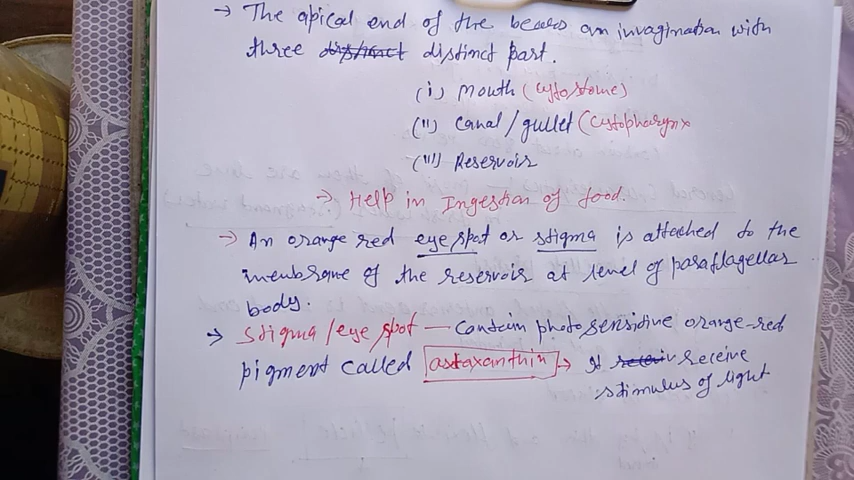 → The apical end of the bears an invagination with
three distinct distinct part.
(i) Mouth (cytostome)
(ii) Canal/gullet (cystopharynx
(iii) Reservoir
→ Help in Ingestion of food.
→ An orange red eye spot or stigma is attached to the
membrane of the reservoir at level of paraflagellar
body.
→ Stigma/eye spot — Contain photosensitive orange-red
pigment called astaxanthin → It receiv receive
stimulus of light